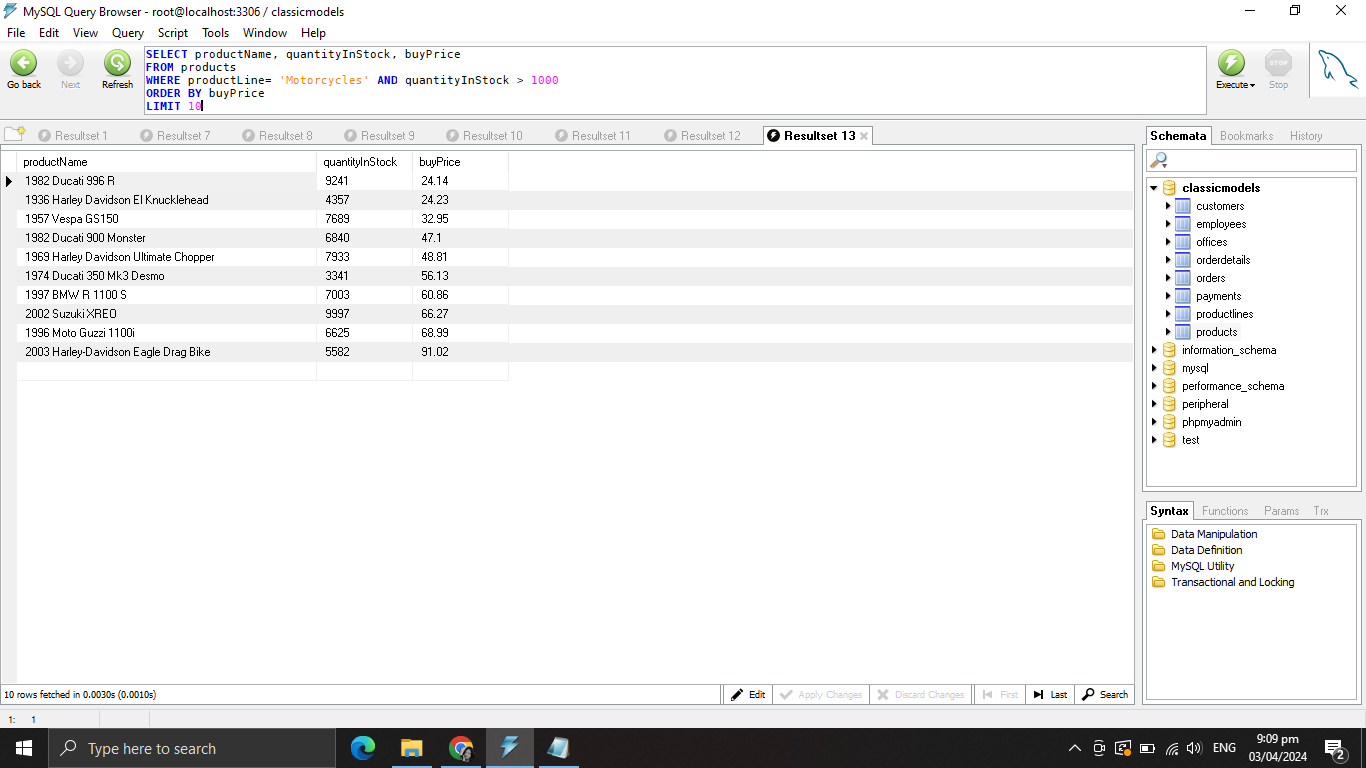 MySQL Query Browser - root@localhost:3306 / classicmodels
File Edit View Query Script Tools Window Help
Go back Next Refresh
SELECT productName, quantityInStock, buyPrice
FROM products
WHERE productLine= 'Motorcycles' AND quantityInStock > 1000
ORDER BY buyPrice
LIMIT 10
Execute STOP Stop
Resultset 1 Resultset 7 Resultset 8 Resultset 9 Resultset 10 Resultset 11 Resultset 12 Resultset 13
productName quantityInStock buyPrice
1982 Ducati 996 R 9241 24.14
1936 Harley Davidson El Knucklehead 4357 24.23
1957 Vespa GS150 7689 32.95
1982 Ducati 900 Monster 6840 47.1
1969 Harley Davidson Ultimate Chopper 7933 48.81
1974 Ducati 350 Mk3 Desmo 3341 56.13
1997 BMW R 1100 S 7003 60.86
2002 Suzuki XREO 9997 66.27
1996 Moto Guzzi 1100i 6625 68.99
2003 Harley-Davidson Eagle Drag Bike 5582 91.02
10 rows fetched in 0.0030s (0.0010s)
Edit Apply Changes Discard Changes First Last Search
1: 1
Schemata Bookmarks History
classicmodels
customers
employees
offices
orderdetails
orders
payments
productlines
products
information_schema
mysql
performance_schema
peripheral
phpmyadmin
test
Syntax Functions Params Trx
Data Manipulation
Data Definition
MySQL Utility
Transactional and Locking
Type here to search
ENG
9:09 pm
03/04/2024
2